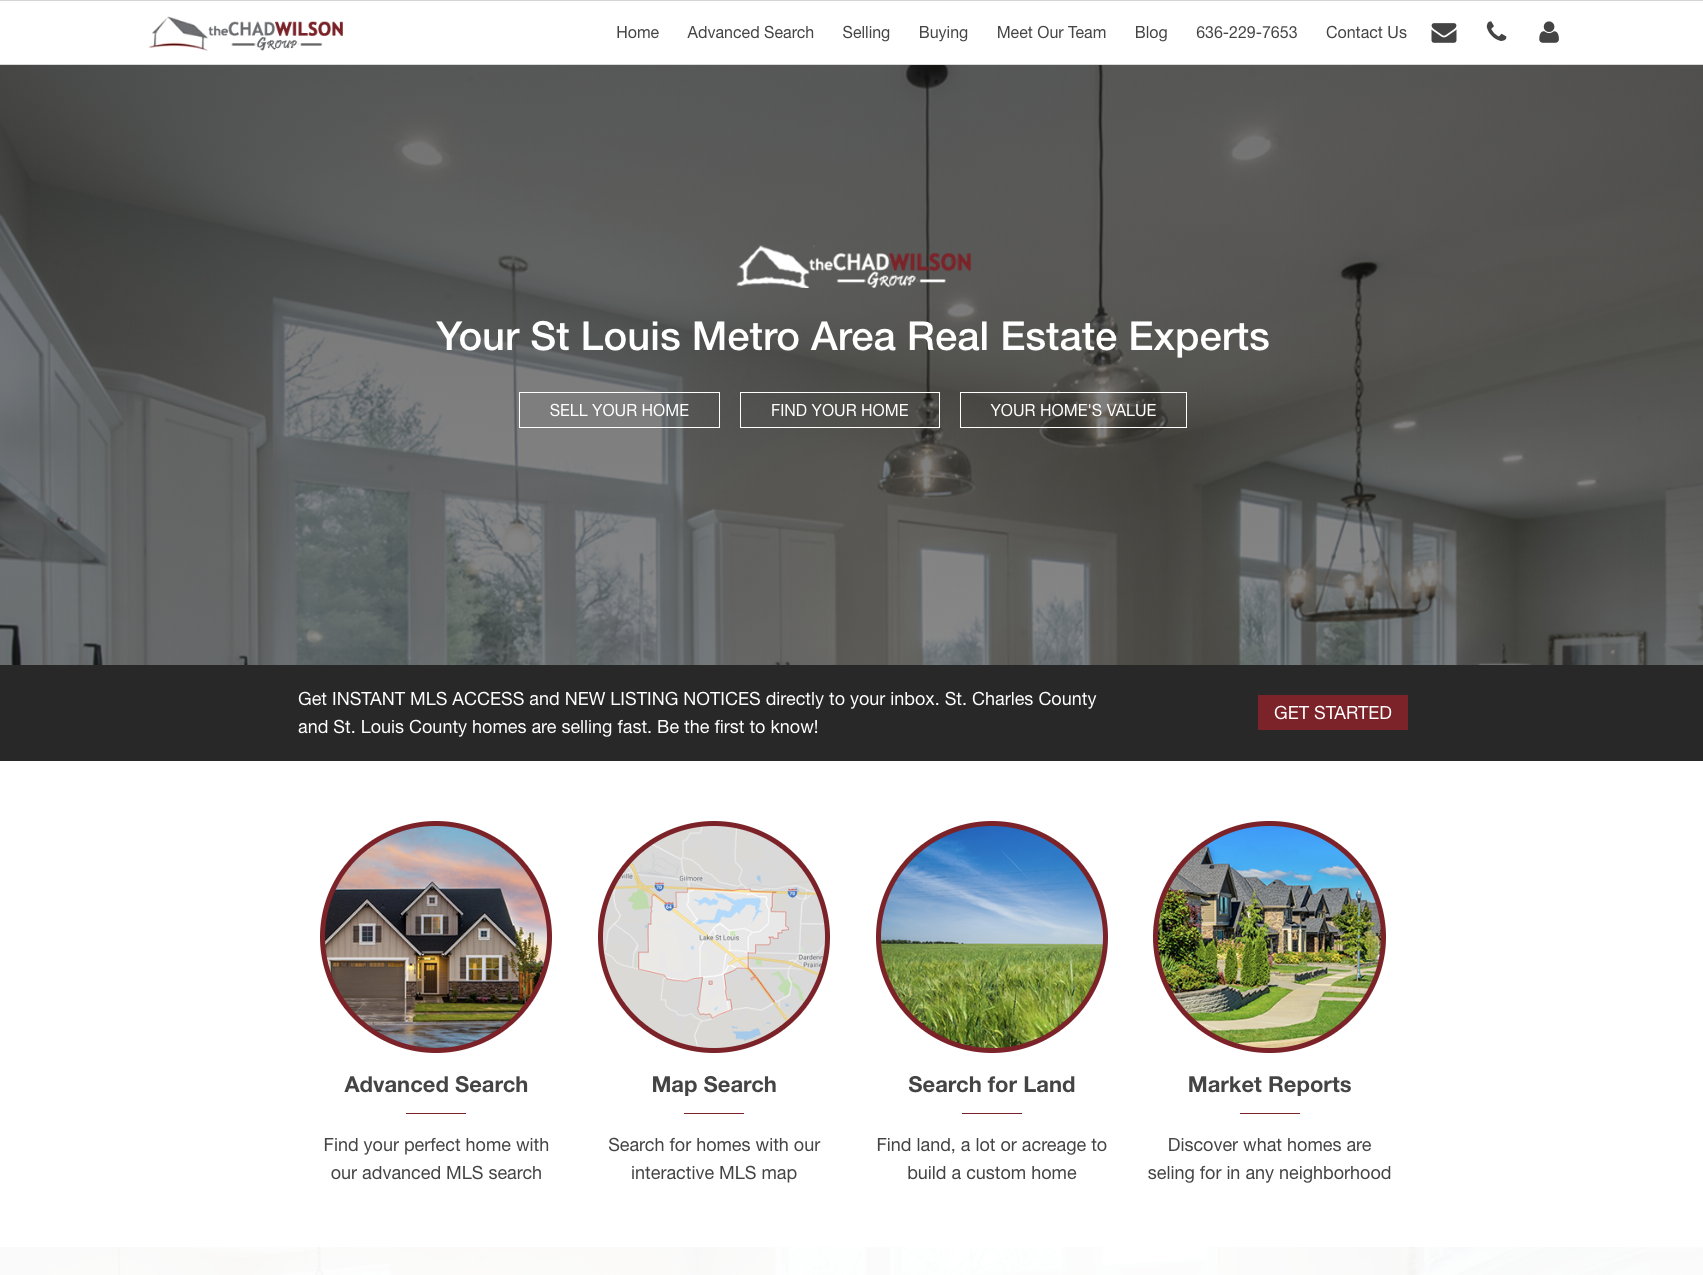 theCHADWILSON
GROUP
Home Advanced Search Selling Buying Meet Our Team Blog 636-229-7653 Contact Us
theCHADWILSON
GROUP
Your St Louis Metro Area Real Estate Experts
SELL YOUR HOME FIND YOUR HOME YOUR HOME'S VALUE
Get INSTANT MLS ACCESS and NEW LISTING NOTICES directly to your inbox. St. Charles County
and St. Louis County homes are selling fast. Be the first to know!
GET STARTED
Gilmore
Lake St Louis
Dardenne
Prairie
Advanced Search
Find your perfect home with
our advanced MLS search
Map Search
Search for homes with our
interactive MLS map
Search for Land
Find land, a lot or acreage to
build a custom home
Market Reports
Discover what homes are
seling for in any neighborhood